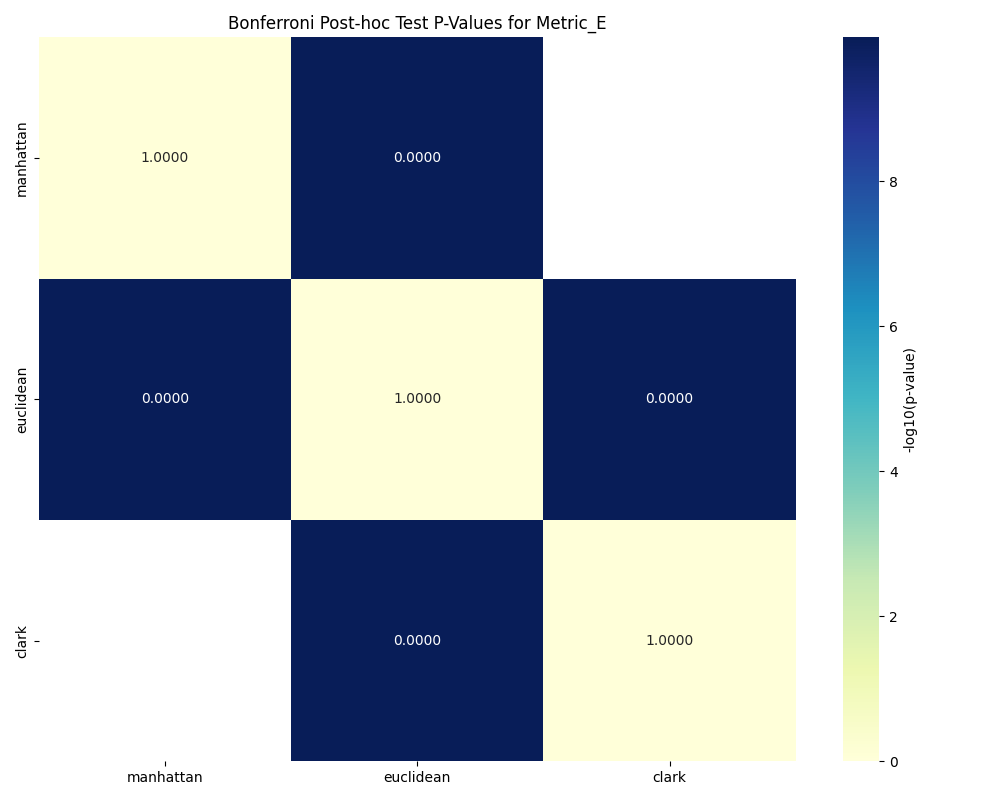 Bonferroni Post-hoc Test P-Values for Metric_E
manhattan
1.0000
0.0000
euclidean
0.0000
1.0000
0.0000
clark
0.0000
1.0000
manhattan
euclidean
clark
8
6
4
2
0
-log10(p-value)